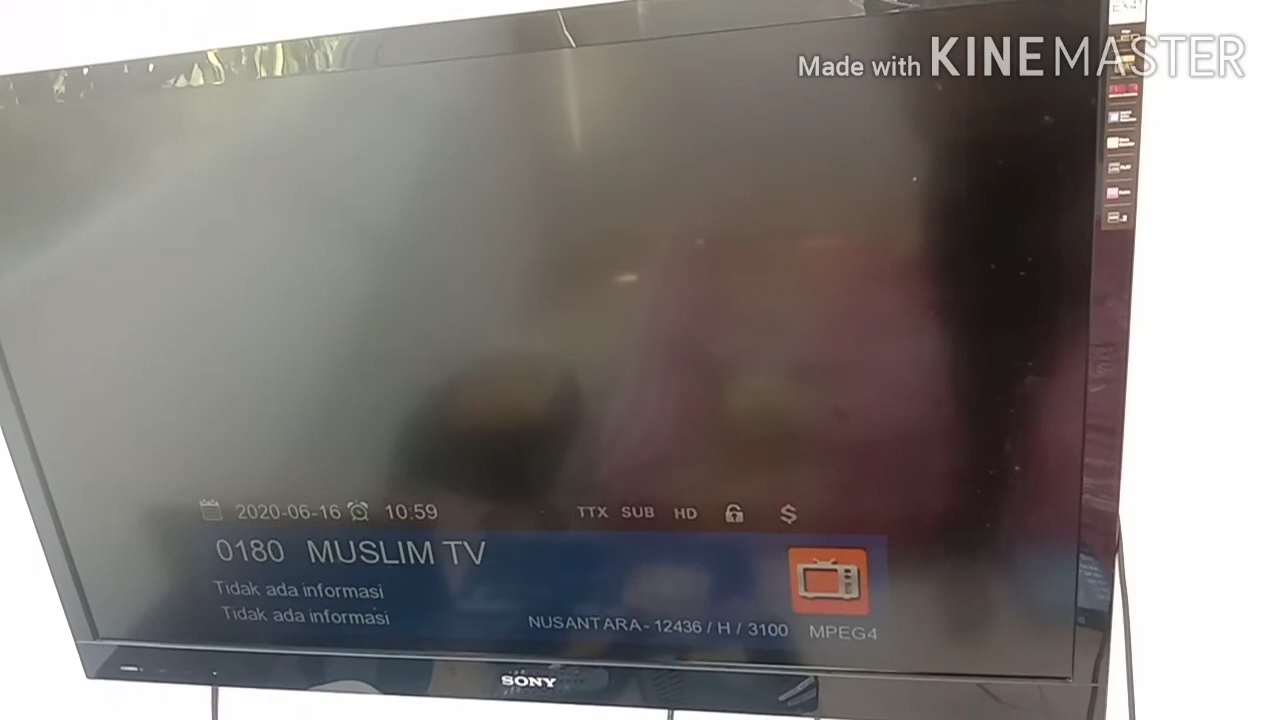 Made with KINEMASTER
2020-06-16 10:59 TTX SUB HD $
0180 MUSLIM TV
Tidak ada informasi
Tidak ada informasi
NUSANTARA - 12436 / H / 3100 MPEG4
SONY